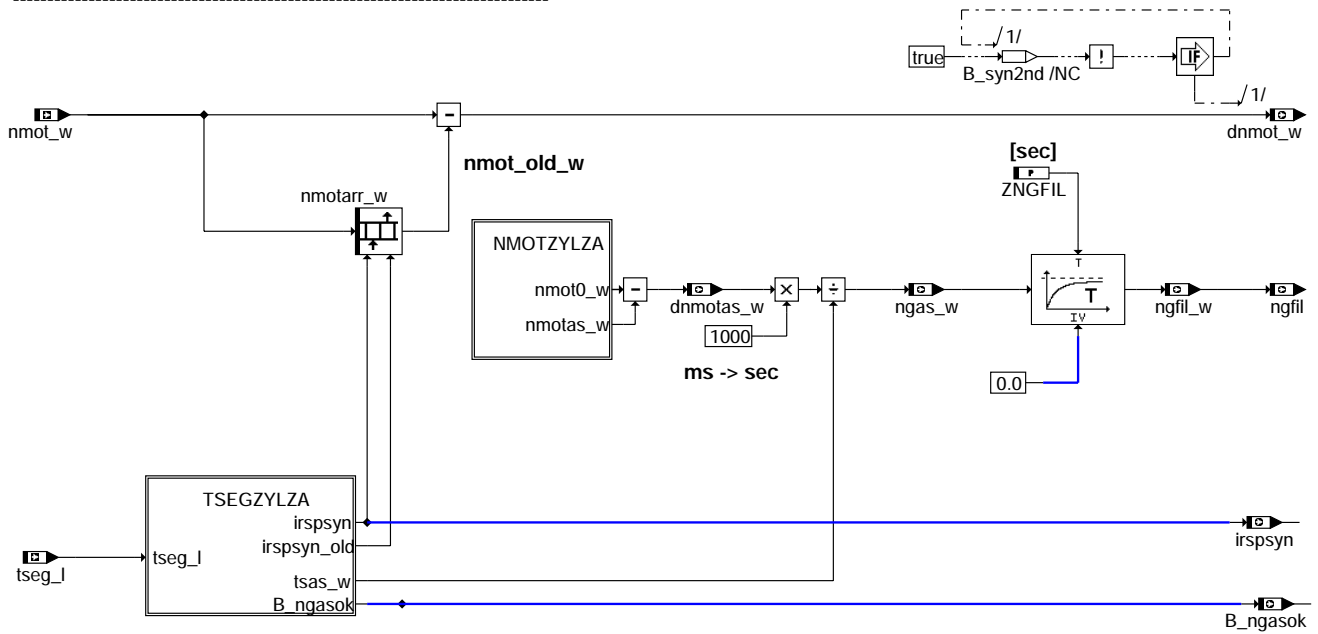 /1/
true
B_syn2nd /NC
!
IF
/1/
nmot_w
-
dnmot_w
nmot_old_w
[sec]
P
ZNGFIL
nmotarr_w
NMOTZYLZA
T
nmot0_w
-
dnmotas_w
×
÷
ngas_w
T
ngfil_w
ngfil
nmotas_w
IV
1000
ms -> sec
0.0
TSEGZYLZA
irspsyn
irspsyn
irspsyn_old
tseg_l
tseg_l
tsas_w
B_ngasok
B_ngasok